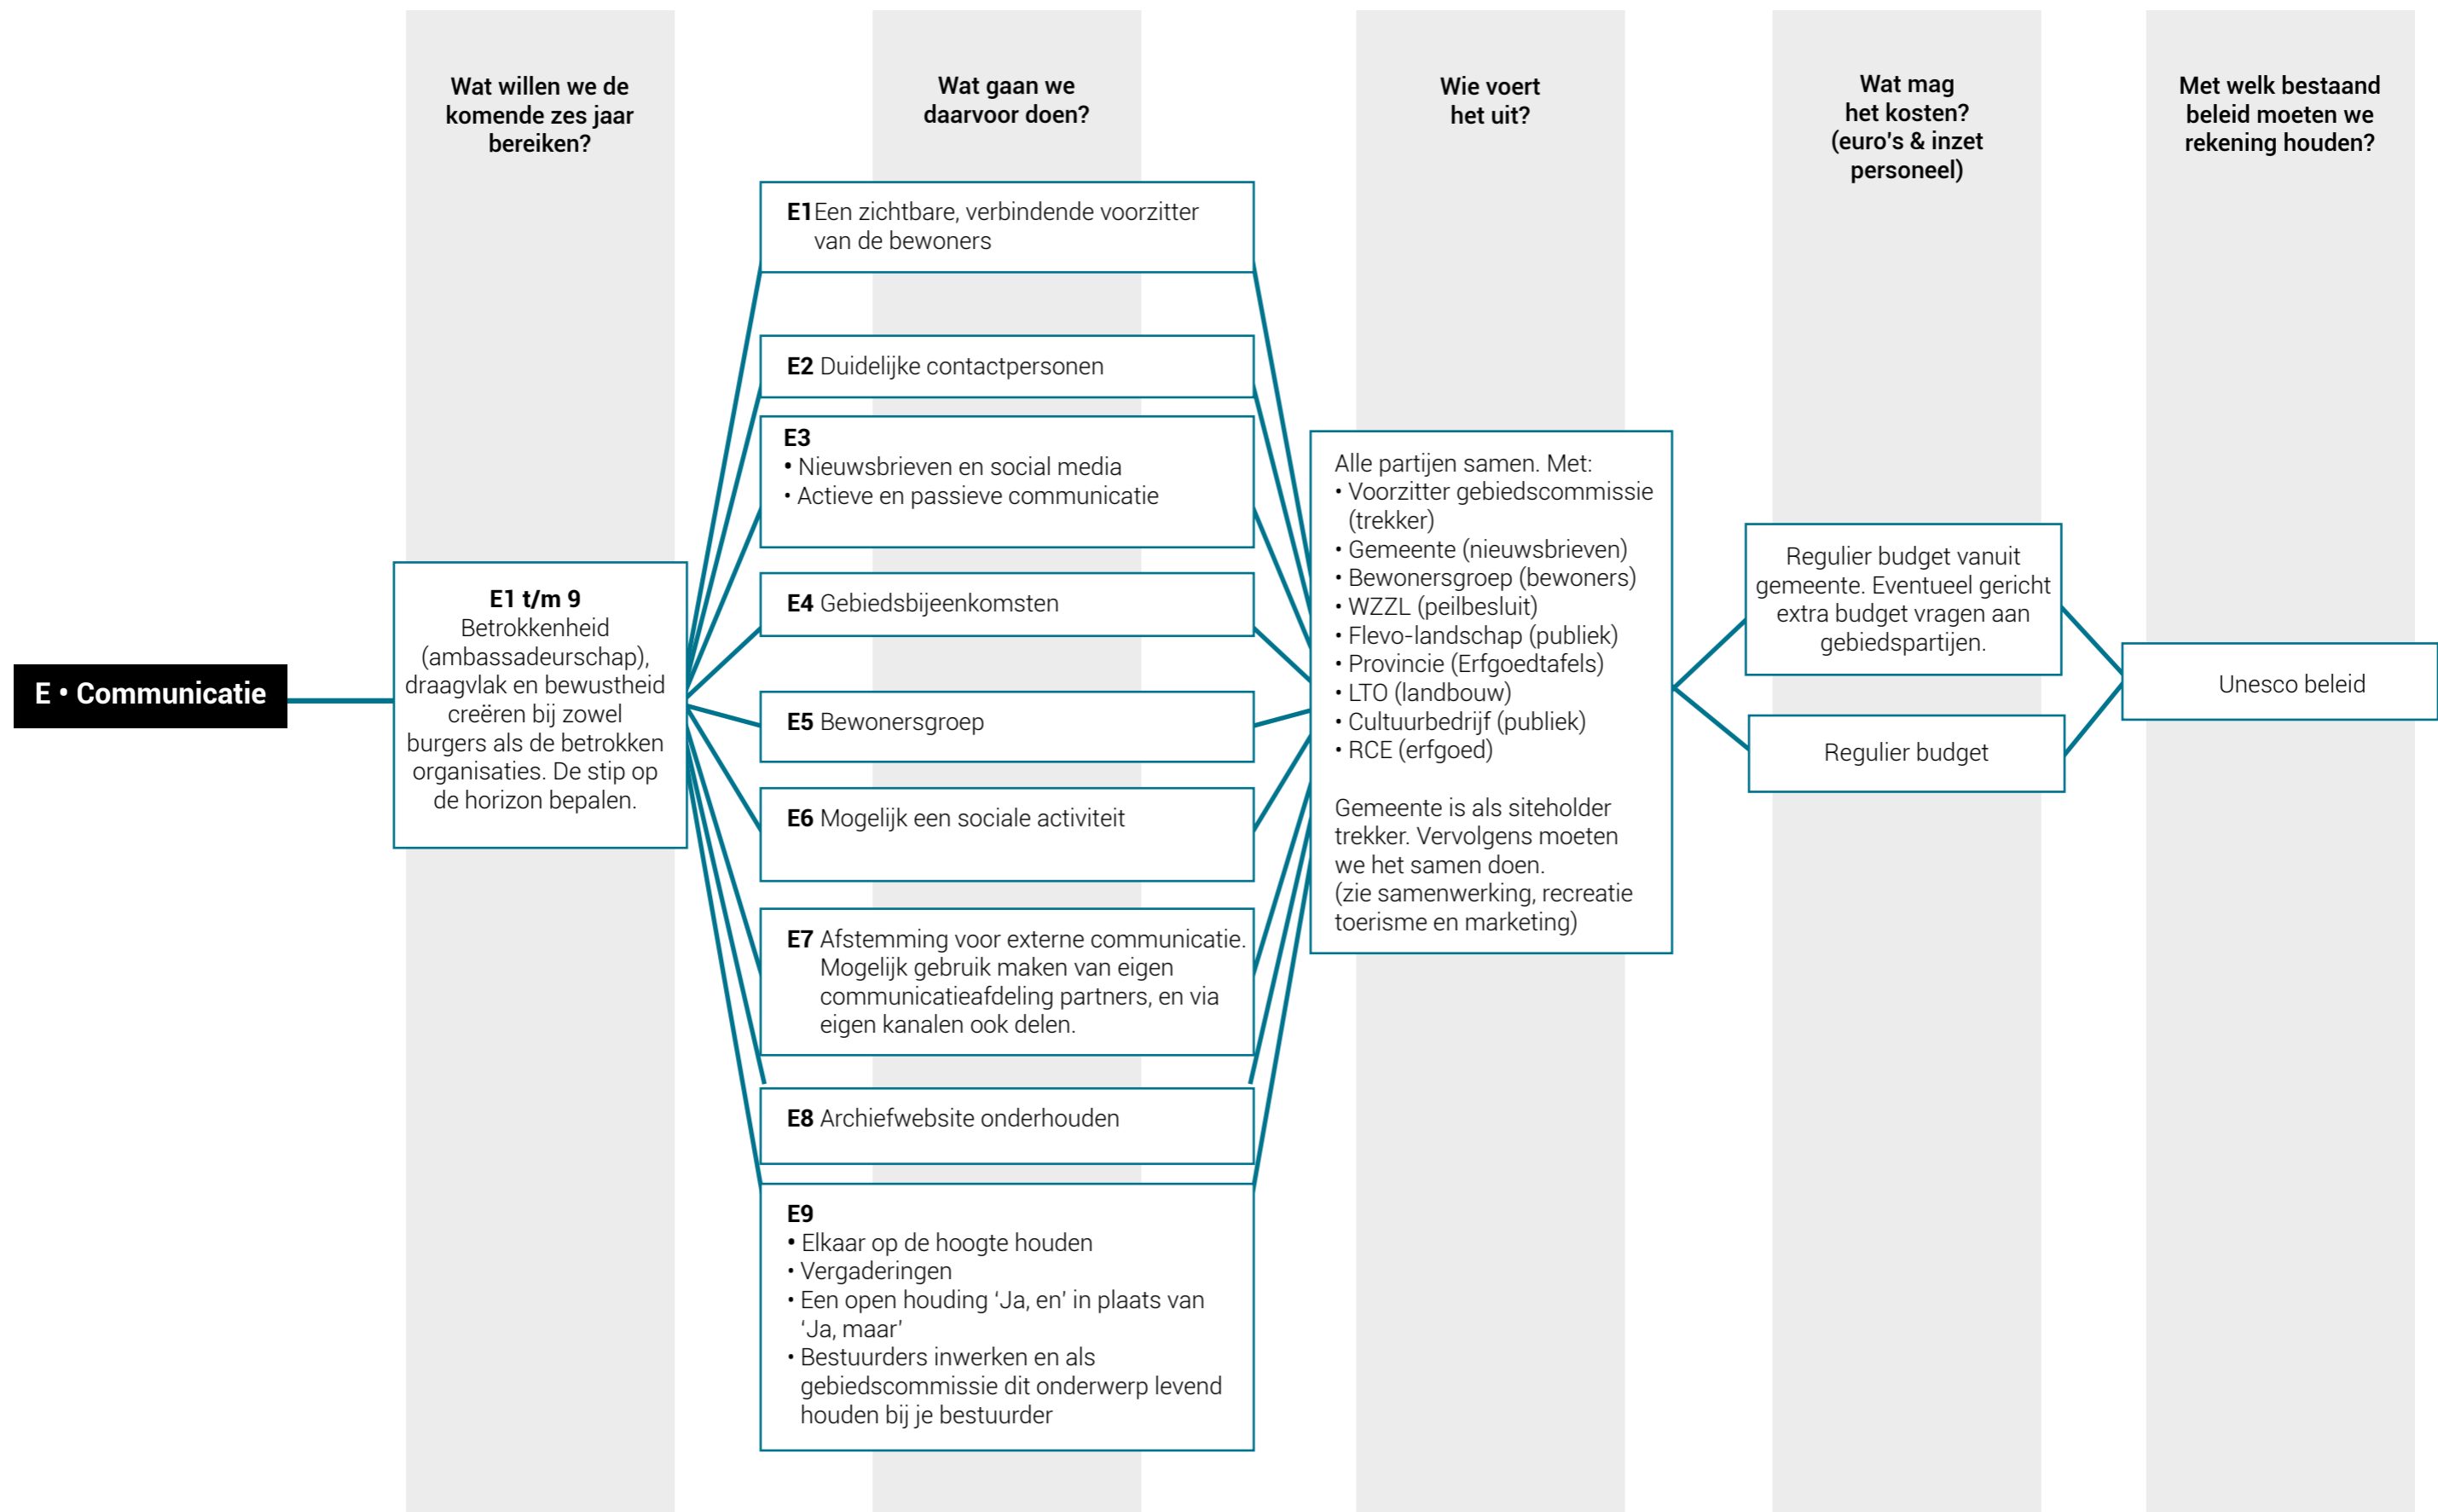 Wat willen we de
komende zes jaar
bereiken?
Wat gaan we
daarvoor doen?
Wie voert
het uit?
Wat mag
het kosten?
(euro's & inzet
personeel)
Met welk bestaand
beleid moeten we
rekening houden?
E • Communicatie
E1 t/m 9
Betrokkenheid
(ambassadeurschap),
draagvlak en bewustheid
creëren bij zowel
burgers als de betrokken
organisaties. De stip op
de horizon bepalen.
E1 Een zichtbare, verbindende voorzitter
van de bewoners
E2 Duidelijke contactpersonen
E3
• Nieuwsbrieven en social media
• Actieve en passieve communicatie
E4 Gebiedsbijeenkomsten
E5 Bewonersgroep
E6 Mogelijk een sociale activiteit
E7 Afstemming voor externe communicatie.
Mogelijk gebruik maken van eigen
communicatieafdeling partners, en via
eigen kanalen ook delen.
E8 Archiefwebsite onderhouden
E9
• Elkaar op de hoogte houden
• Vergaderingen
• Een open houding ‘Ja, en’ in plaats van
‘Ja, maar’
• Bestuurders inwerken en als
gebiedscommissie dit onderwerp levend
houden bij je bestuurder
Alle partijen samen. Met:
• Voorzitter gebiedscommissie
(trekker)
• Gemeente (nieuwsbrieven)
• Bewonersgroep (bewoners)
• WZZL (peilbesluit)
• Flevo-landschap (publiek)
• Provincie (Erfgoedtafels)
• LTO (landbouw)
• Cultuurbedrijf (publiek)
• RCE (erfgoed)
Gemeente is als siteholder
trekker. Vervolgens moeten
we het samen doen.
(zie samenwerking, recreatie
toerisme en marketing)
Regulier budget vanuit
gemeente. Eventueel gericht
extra budget vragen aan
gebiedspartijen.
Regulier budget
Unesco beleid